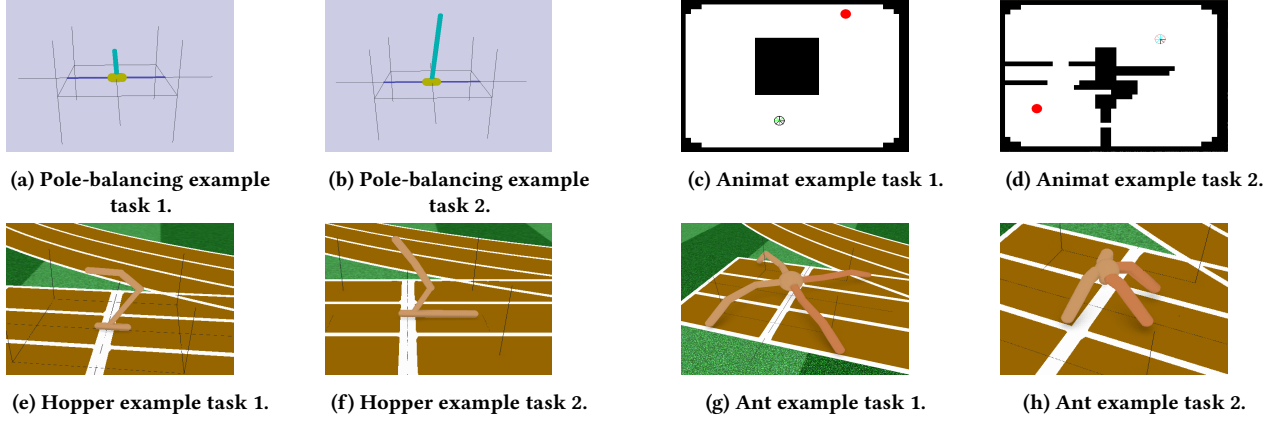 (a) Pole-balancing example
task 1.
(b) Pole-balancing example
task 2.
(c) Animat example task 1.
(d) Animat example task 2.
(e) Hopper example task 1.
(f) Hopper example task 2.
(g) Ant example task 1.
(h) Ant example task 2.